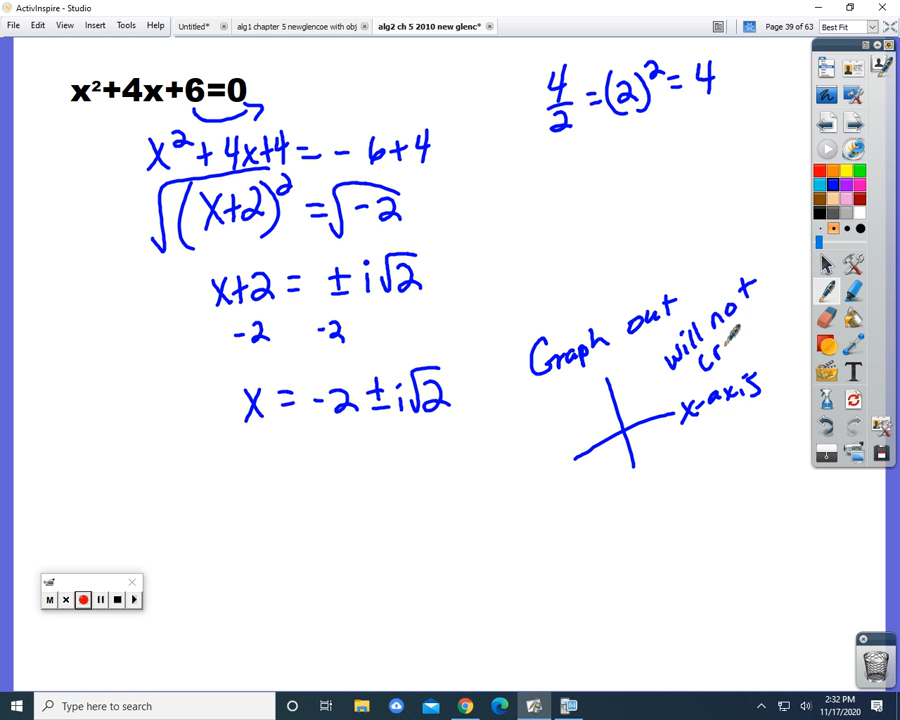 ActivInspire - Studio
File Edit View Insert Tools Untitled* alg1 chapter 5 newglencoe with obj alg2 ch 5 2010 new glenc* Page 39 of 63 Best Fit
x²+4x+6=0
4/2 = (2)² = 4
x² + 4x+4 = - 6+4
√(x+2)² = √-2
x+2 = ± i√2
-2 -2
x = -2 ± i√2
Graph out
will not
cr
x-axis
M
Type here to search
2:32 PM
11/17/2020